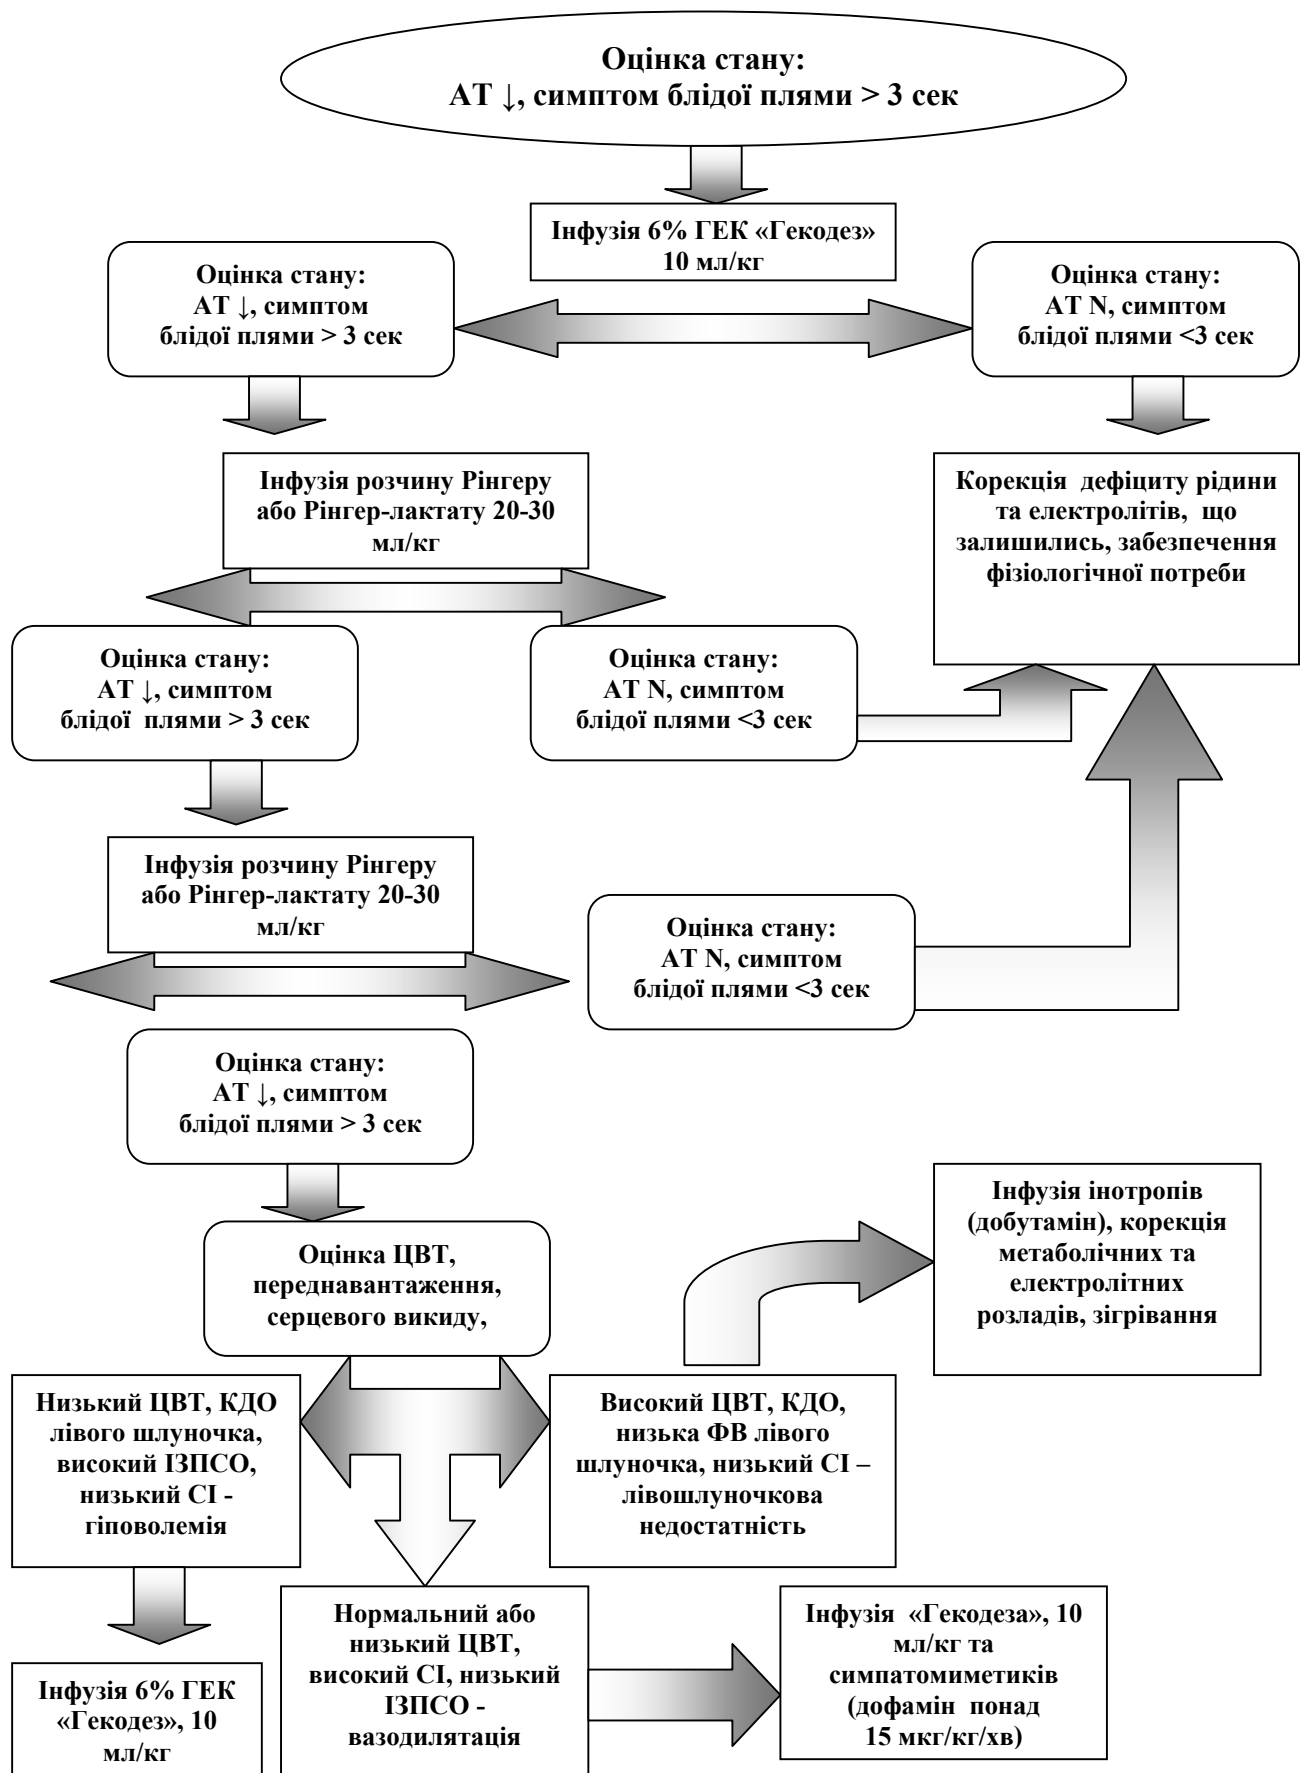 Оцінка стану:
АТ ↓, симптом блідої плями > 3 сек
Інфузія 6% ГЕК «Гекодез»
10 мл/кг
Оцінка стану:
АТ ↓, симптом
блідої плями > 3 сек
Оцінка стану:
АТ N, симптом
блідої плями <3 сек
Інфузія розчину Рінгеру
або Рінгер-лактату 20-30
мл/кг
Корекція дефіциту рідини
та електролітів, що
залишились, забезпечення
фізіологічної потреби
Оцінка стану:
АТ ↓, симптом
блідої плями > 3 сек
Оцінка стану:
АТ N, симптом
блідої плями <3 сек
Інфузія розчину Рінгеру
або Рінгер-лактату 20-30
мл/кг
Оцінка стану:
АТ N, симптом
блідої плями <3 сек
Оцінка стану:
АТ ↓, симптом
блідої плями > 3 сек
Оцінка ЦВТ,
переднавантаження,
серцевого викиду,
Інфузія інотропів
(добутамін), корекція
метаболічних та
електролітних
розладів, зігрівання
Низький ЦВТ, КДО
лівого шлуночка,
високий ІЗПСО,
низький СІ -
гіповолемія
Високий ЦВТ, КДО,
низька ФВ лівого
шлуночка, низький СІ –
лівошлуночкова
недостатність
Інфузія 6% ГЕК
«Гекодез», 10
мл/кг
Нормальний або
низький ЦВТ,
високий СІ, низький
ІЗПСО -
вазодилятація
Інфузія «Гекодеза», 10
мл/кг та
симпатомиметиків
(дофамін понад
15 мкг/кг/хв)